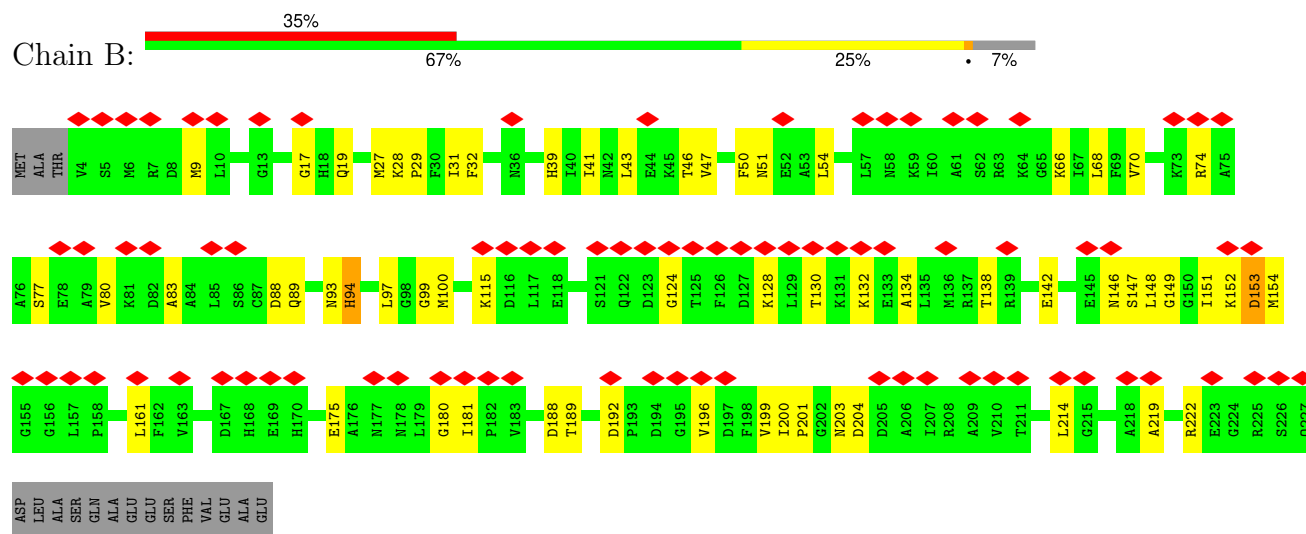 35%
Chain B:
67% 25% • 7%
MET ALA THR V4 S5 M6 R7 D8 M9 L10 G13 G17 H18 Q19 M27 K28 P29 F30 I31 F32 N36 H39 I40 I41 N42 L43 E44 K45 T46 V47 F50 N51 E52 A53 L54 L57 N58 K59 I60 A61 S62 R63 K64 G65 K66 I67 L68 F69 V70 K73 R74 A75
A76 S77 E78 A79 V80 K81 D82 A83 A84 L85 S86 C87 D88 Q89 N93 H94 L97 G98 G99 M100 K115 D116 L117 E118 S121 Q122 D123 G124 T125 F126 D127 K128 L129 T130 K131 K132 E133 A134 L135 M136 R137 T138 R139 E142 E145 N146 S147 L148 G149 G150 I151 K152 D153 M154
G155 G156 L157 P158 L161 F162 V163 D167 H168 E169 H170 E175 A176 N177 N178 L179 G180 I181 P182 V183 D188 T189 D192 P193 D194 G195 V196 D197 F198 V199 I200 P201 G202 N203 D204 D205 A206 I207 R208 A209 V210 T211 L214 G215 A218 A219 R222 E223 G224 R225 S226 Q227
ASP LEU ALA SER GLN ALA GLU GLU SER PHE VAL GLU ALA GLU